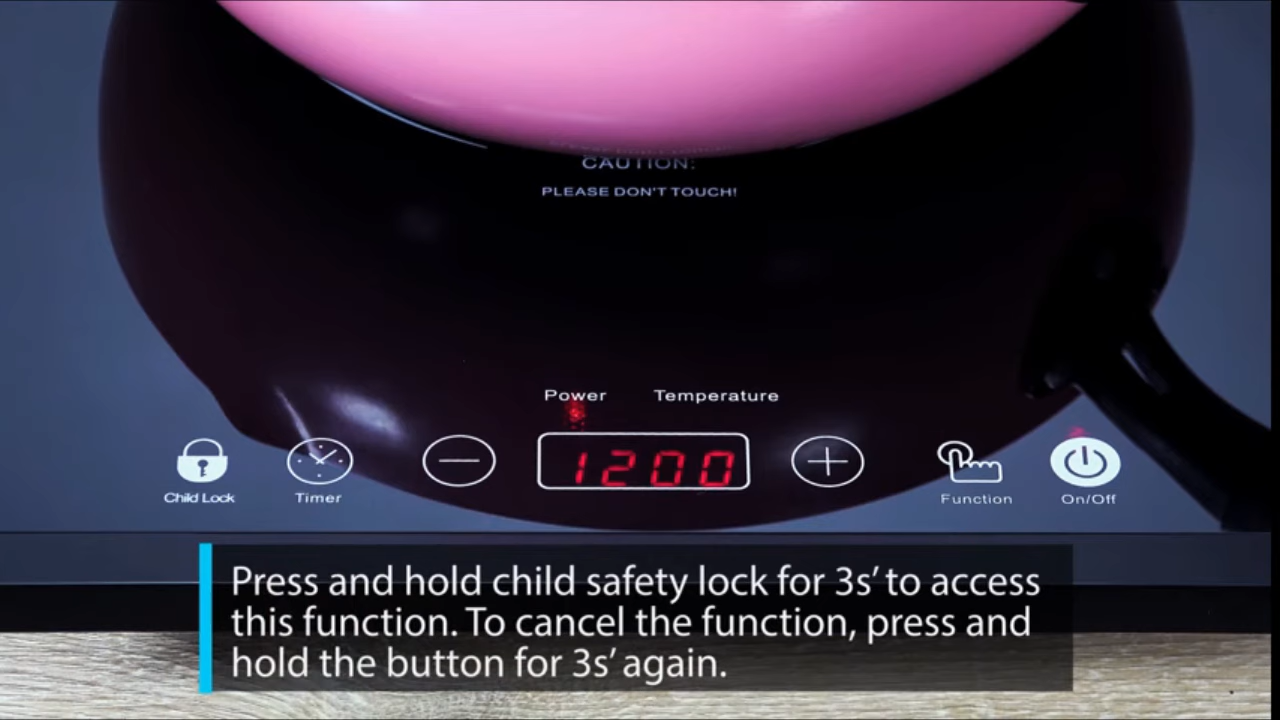 CAUTION:
PLEASE DON'T TOUCH!
Power Temperature
1200
Child Lock Timer Function On/Off
Press and hold child safety lock for 3s’ to access
this function. To cancel the function, press and
hold the button for 3s’ again.